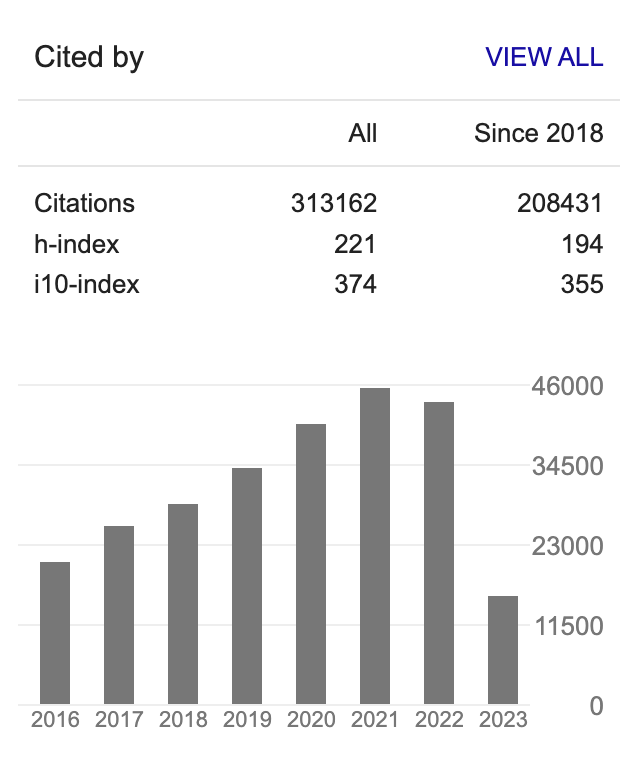 Cited by VIEW ALL
All Since 2018
Citations 313162 208431
h-index 221 194
i10-index 374 355
46000
34500
23000
11500
0
2016 2017 2018 2019 2020 2021 2022 2023